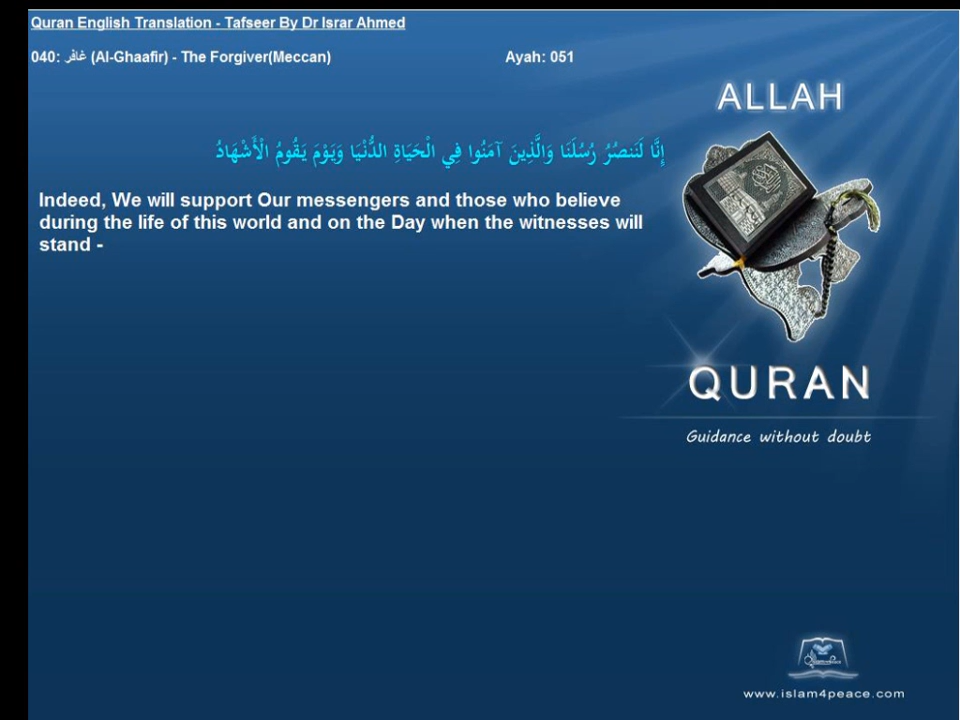 Quran English Translation - Tafseer By Dr Israr Ahmed
040: غافر (Al-Ghaafir) - The Forgiver(Meccan) Ayah: 051
ALLAH
إِنَّا لَنَنصُرُ رُسُلَنَا وَالَّذِينَ آمَنُوا فِي الْحَيَاةِ الدُّنْيَا وَيَوْمَ يَقُومُ الْأَشْهَادُ
Indeed, We will support Our messengers and those who believe
during the life of this world and on the Day when the witnesses will
stand -
QURAN
Guidance without doubt
www.islam4peace.com